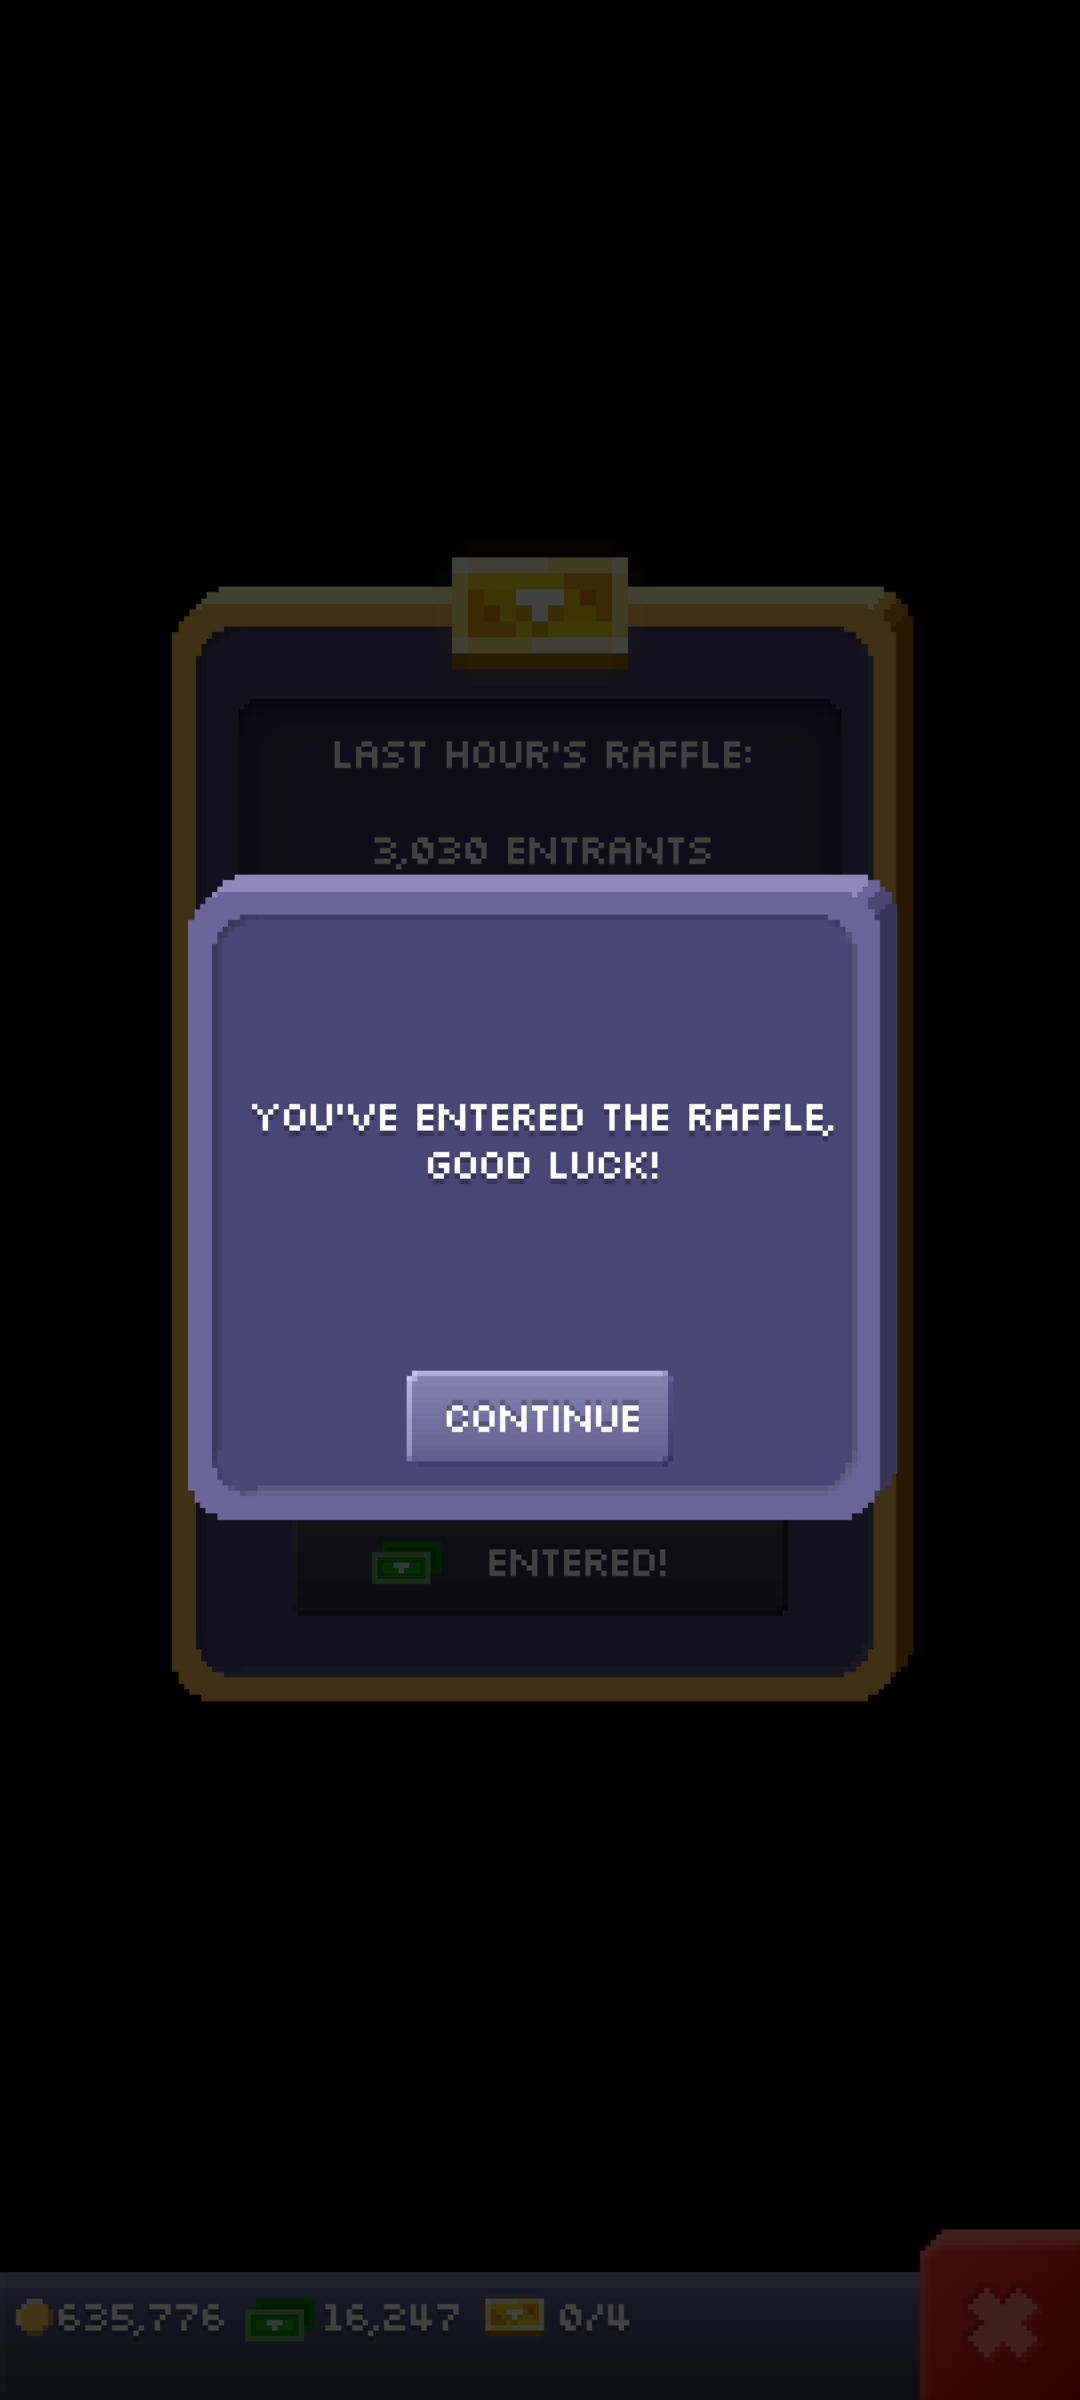 LAST HOUR'S RAFFLE:
3,030 ENTRANTS
YOU'VE ENTERED THE RAFFLE,
GOOD LUCK!
CONTINUE
ENTERED!
635,776 16,247 0/4